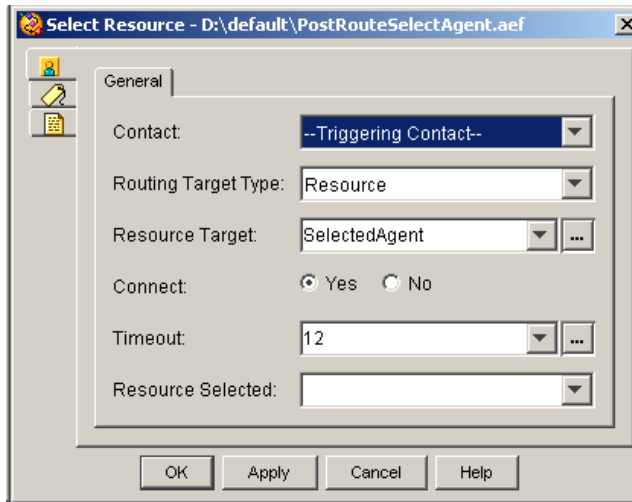 Select Resource - D:\default\PostRouteSelectAgent.aef
General
Contact: --Triggering Contact--
Routing Target Type: Resource
Resource Target: SelectedAgent ...
Connect: Yes No
Timeout: 12 ...
Resource Selected:
OK Apply Cancel Help